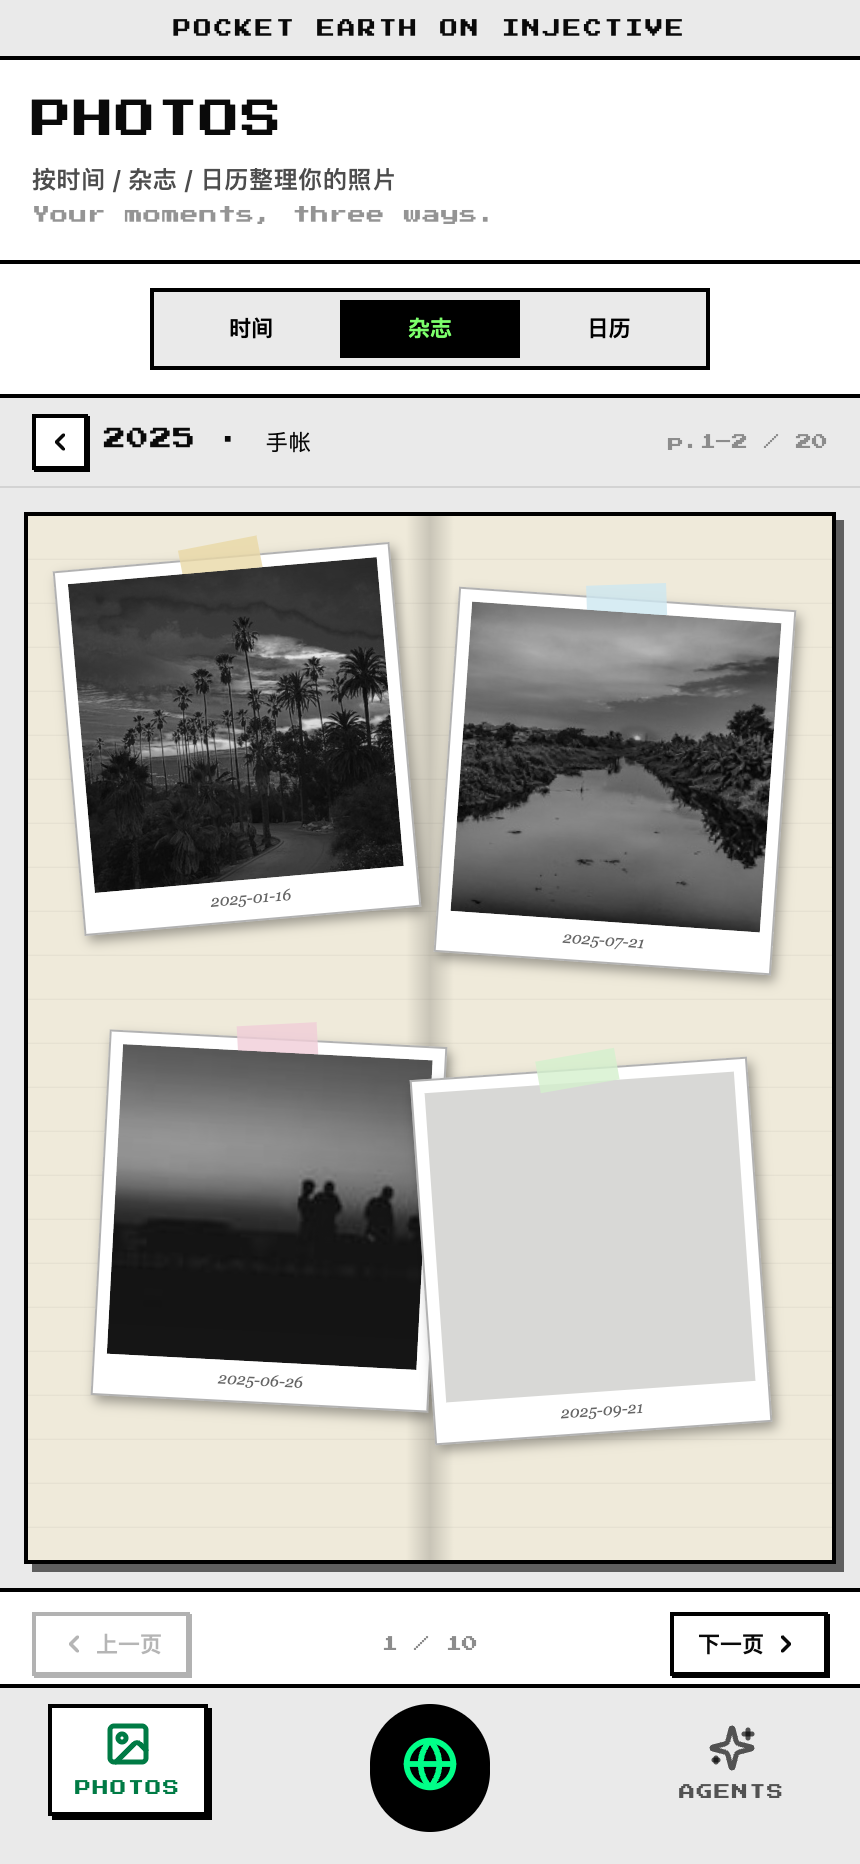 POCKET EARTH ON INJECTIVE
PHOTOS
按时间 / 杂志 / 日历整理你的照片
Your moments, three ways.
时间
杂志
日历
2025 · 手帐
p.1-2 / 20
2025-01-16
2025-07-21
2025-06-26
2025-09-21
上一页
1 / 10
下一页
PHOTOS
AGENTS